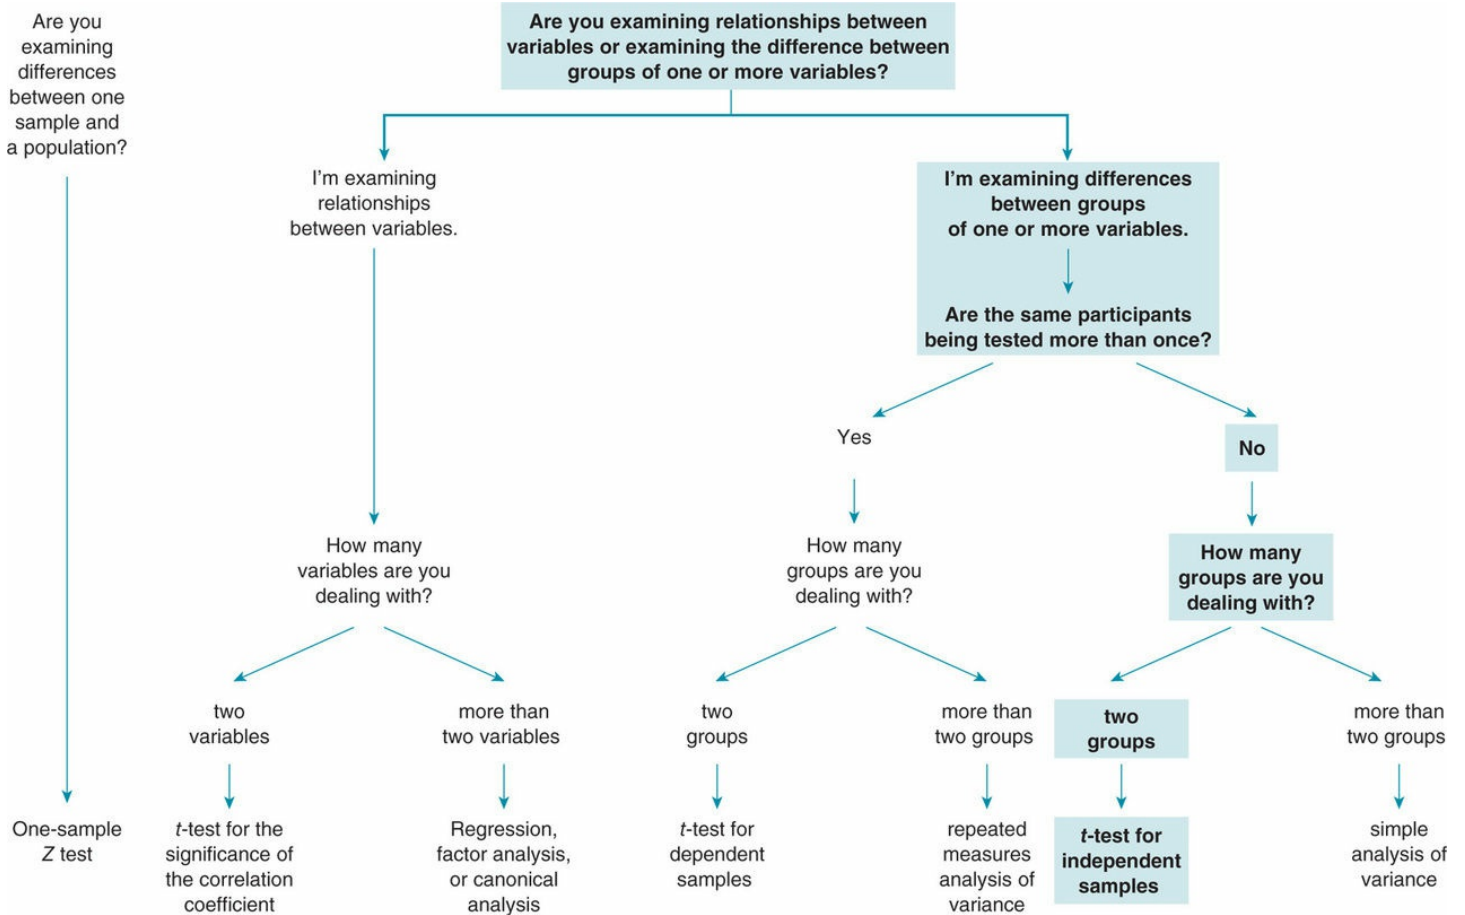 Are you
examining
differences
between one
sample and
a population?
Are you examining relationships between
variables or examining the difference between
groups of one or more variables?
I'm examining
relationships
between variables.
I'm examining differences
between groups
of one or more variables.
Are the same participants
being tested more than once?
Yes
No
How many
variables are you
dealing with?
How many
groups are you
dealing with?
How many
groups are you
dealing with?
two
variables
more than
two variables
two
groups
more than
two groups
two
groups
more than
two groups
One-sample
Z test
t-test for the
significance of
the correlation
coefficient
Regression,
factor analysis,
or canonical
analysis
t-test for
dependent
samples
repeated
measures
analysis of
variance
t-test for
independent
samples
simple
analysis of
variance